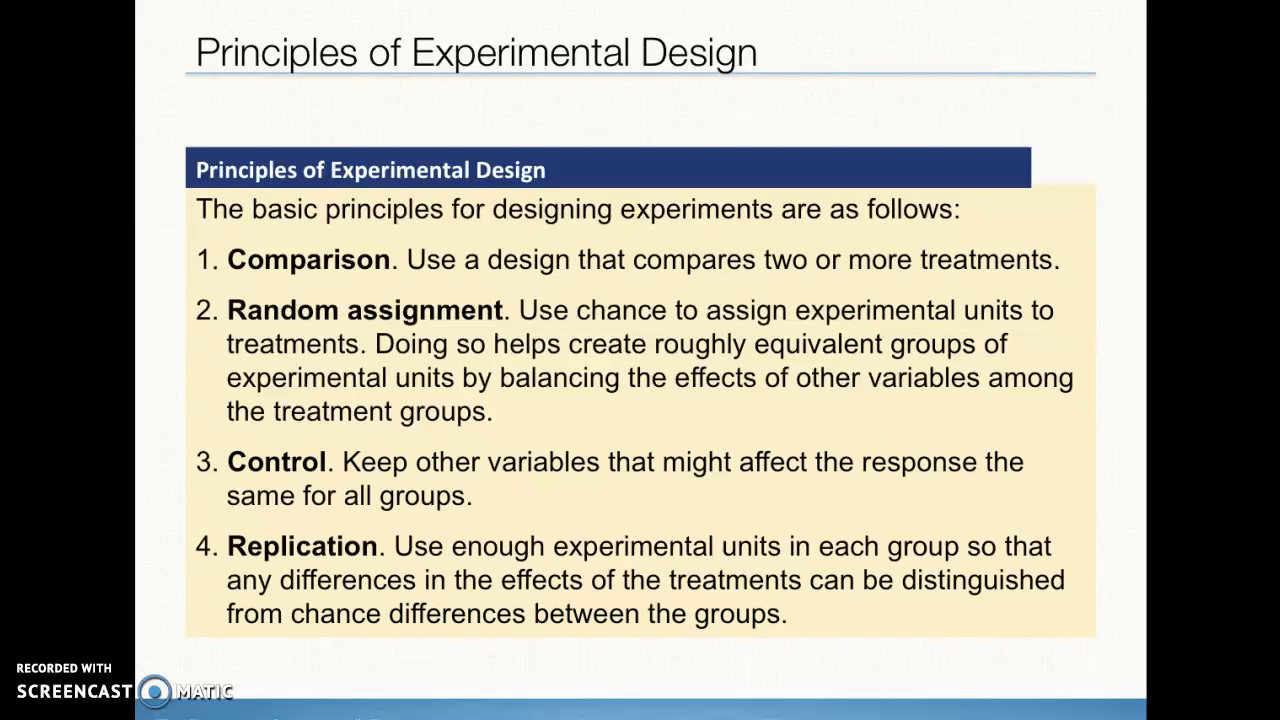 Principles of Experimental Design
Principles of Experimental Design
The basic principles for designing experiments are as follows:
1. Comparison. Use a design that compares two or more treatments.
2. Random assignment. Use chance to assign experimental units to
treatments. Doing so helps create roughly equivalent groups of
experimental units by balancing the effects of other variables among
the treatment groups.
3. Control. Keep other variables that might affect the response the
same for all groups.
4. Replication. Use enough experimental units in each group so that
any differences in the effects of the treatments can be distinguished
from chance differences between the groups.
RECORDED WITH
SCREENCAST MATIC